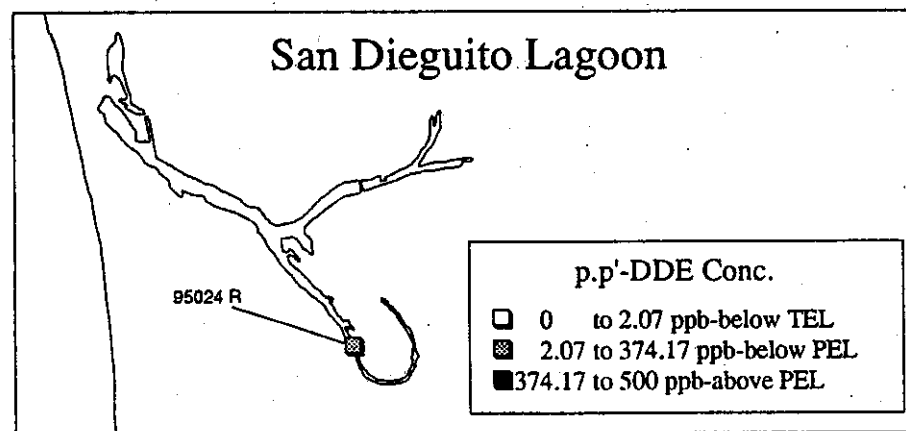 San Dieguito Lagoon
95024 R
p.p'-DDE Conc.
0 to 2.07 ppb-below TEL
2.07 to 374.17 ppb-below PEL
374.17 to 500 ppb-above PEL